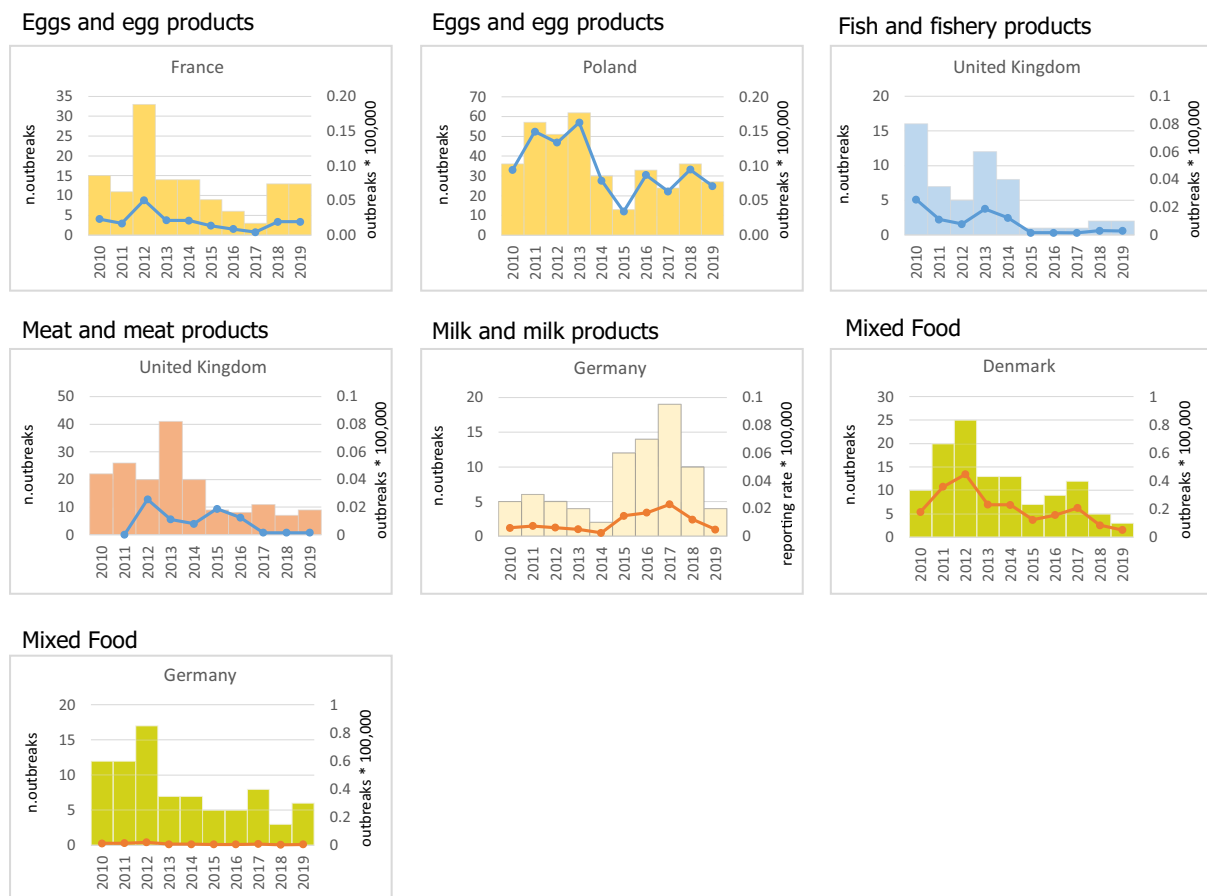 Eggs and egg products
Eggs and egg products
Fish and fishery products
France
n.outbreaks
35
30
25
20
15
10
5
0
0.20
0.15
0.10
0.05
0.00
outbreaks * 100,000
2010 2011 2012 2013 2014 2015 2016 2017 2018 2019
Poland
n.outbreaks
70
60
50
40
30
20
10
0
0.20
0.15
0.10
0.05
0.00
outbreaks * 100,000
2010 2011 2012 2013 2014 2015 2016 2017 2018 2019
United Kingdom
n.outbreaks
20
15
10
5
0
0.1
0.08
0.06
0.04
0.02
0
outbreaks * 100,000
2010 2011 2012 2013 2014 2015 2016 2017 2018 2019
Meat and meat products
Milk and milk products
Mixed Food
United Kingdom
n.outbreaks
50
40
30
20
10
0
0.1
0.08
0.06
0.04
0.02
0
outbreaks * 100,000
2010 2011 2012 2013 2014 2015 2016 2017 2018 2019
Germany
n.outbreaks
20
15
10
5
0
0.1
0.08
0.06
0.04
0.02
0
reporting rate * 100,000
2010 2011 2012 2013 2014 2015 2016 2017 2018 2019
Denmark
n.outbreaks
30
25
20
15
10
5
0
1
0.8
0.6
0.4
0.2
0
outbreaks * 100,000
2010 2011 2012 2013 2014 2015 2016 2017 2018 2019
Mixed Food
Germany
n.outbreaks
20
15
10
5
0
1
0.8
0.6
0.4
0.2
0
outbreaks * 100,000
2010 2011 2012 2013 2014 2015 2016 2017 2018 2019